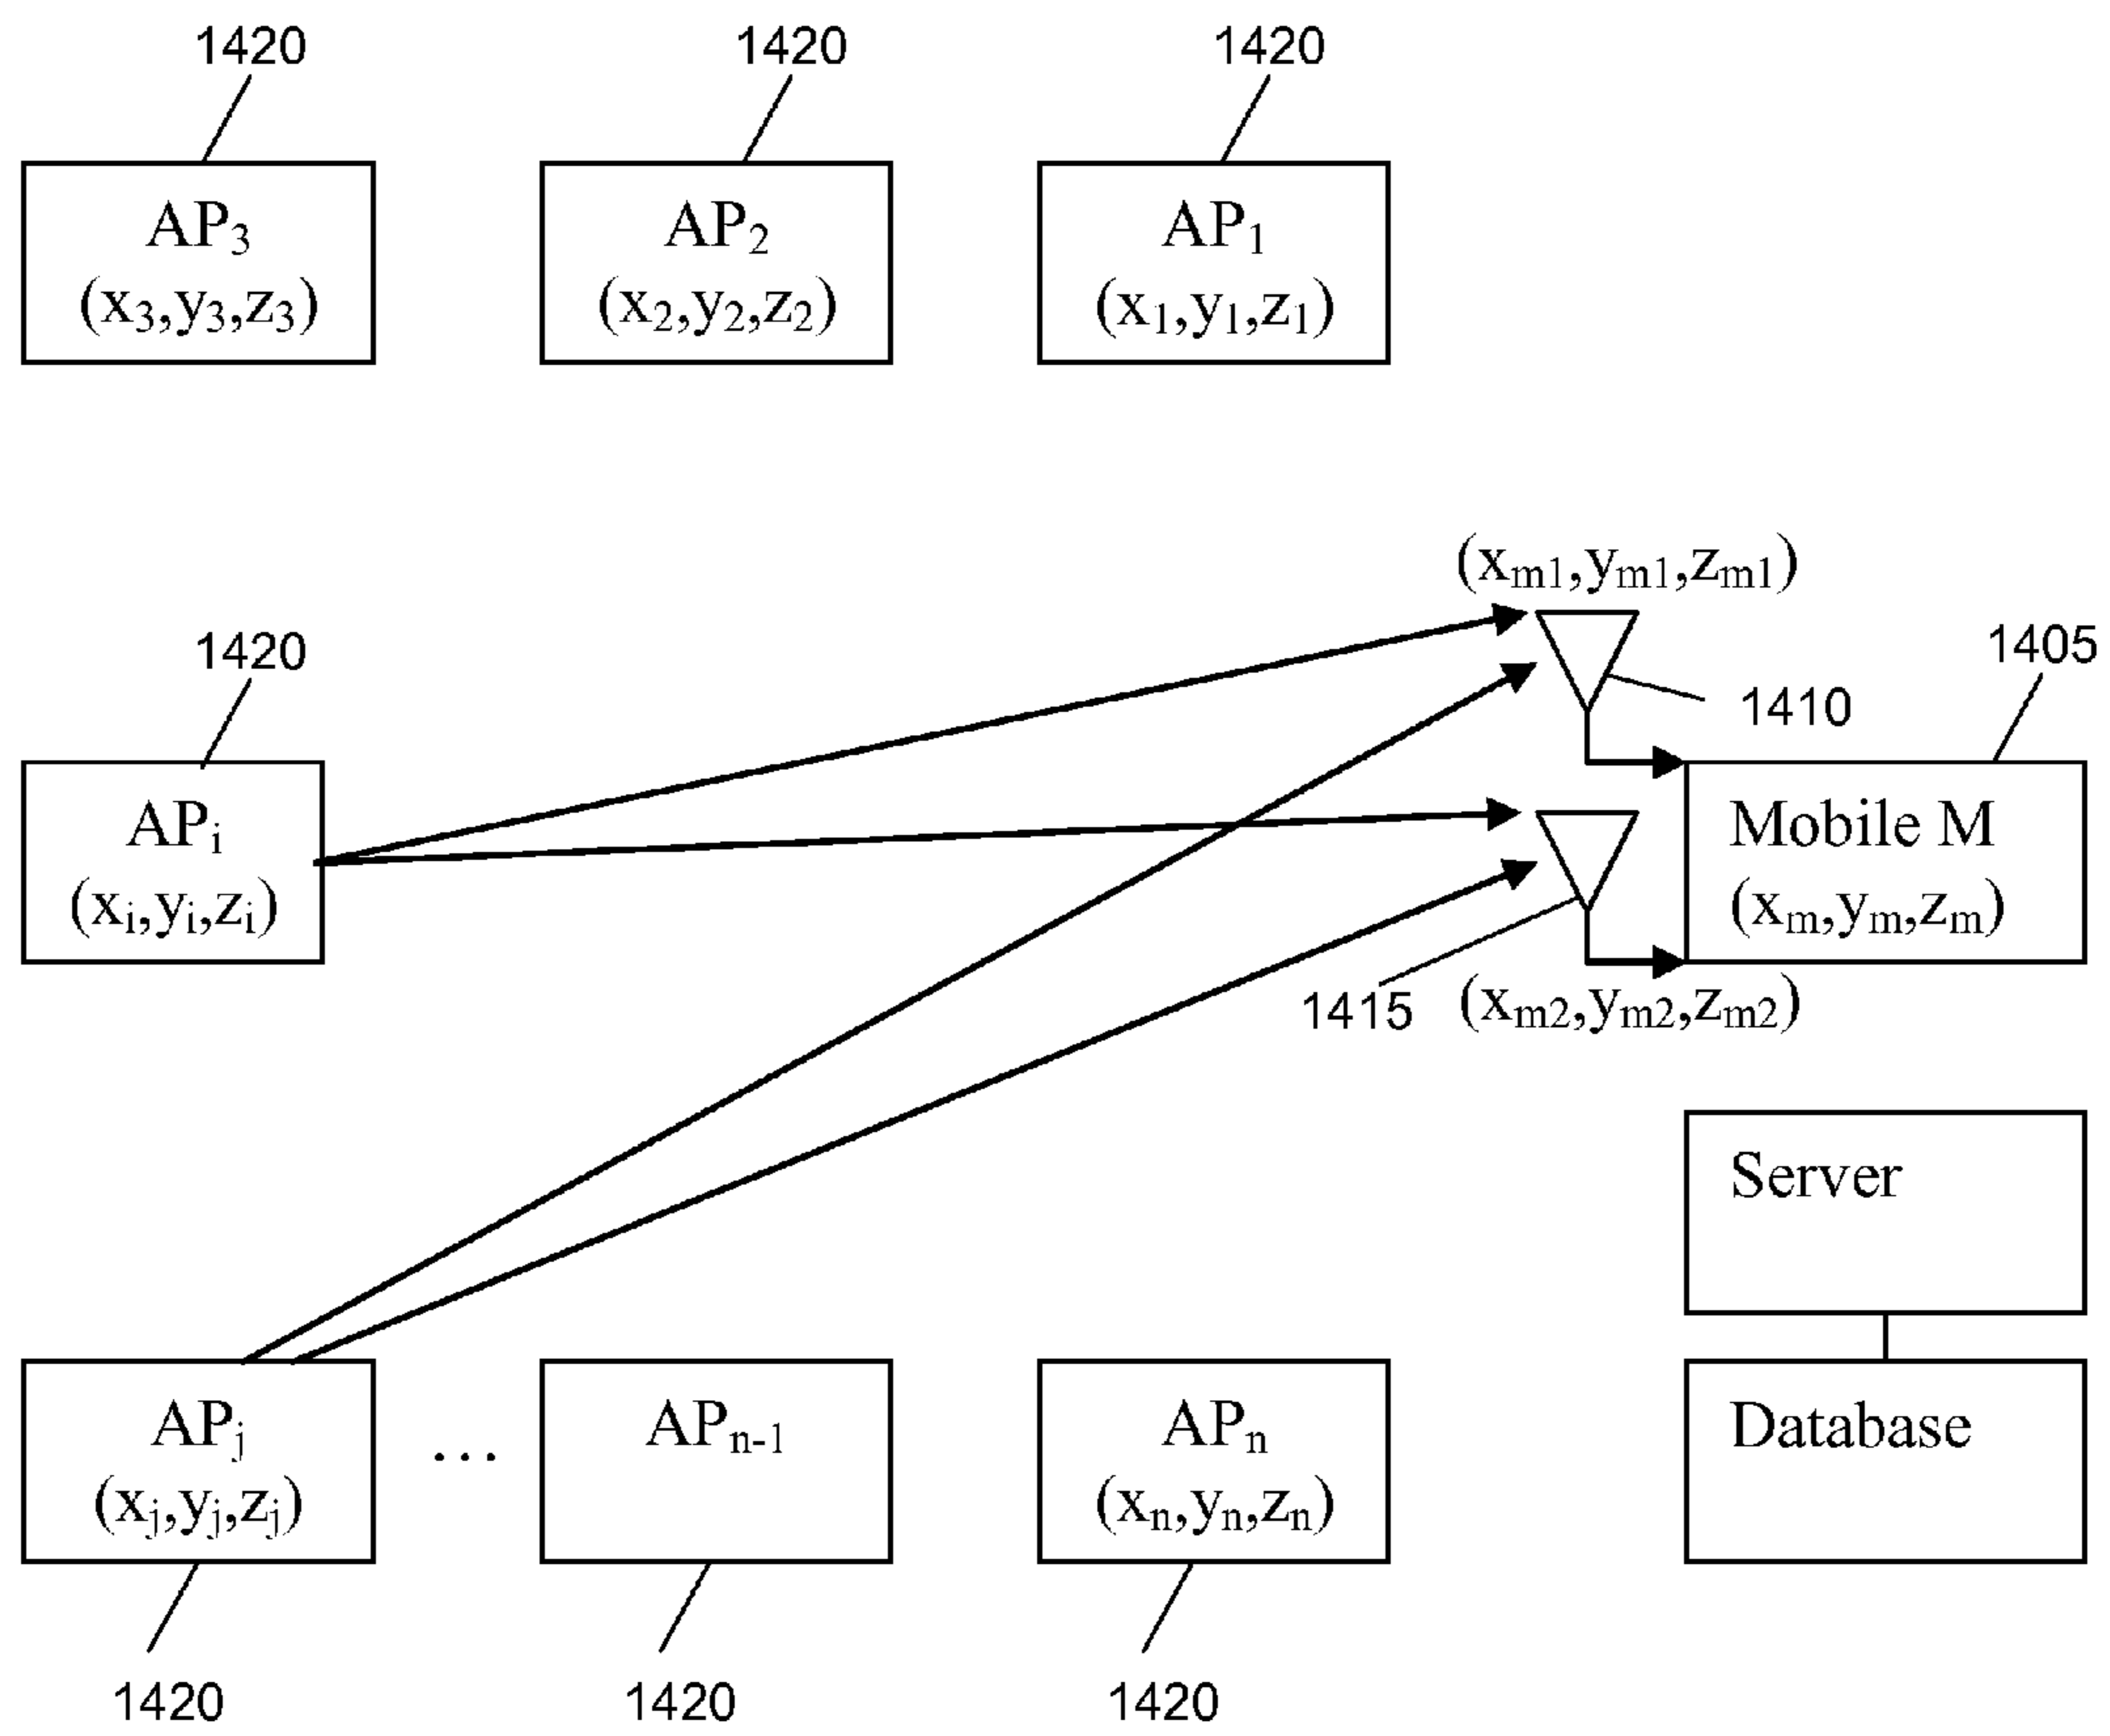 1420 1420 1420
AP3 AP2 AP1
(x3,y3,z3) (x2,y2,z2) (x1,y1,z1)
(xm1,ym1,zm1)
1420 1405
1410
APi Mobile M
(xi,yi,zi) (xm,ym,zm)
1415 (xm2,ym2,zm2)
Server
APj ... APn-1 APn Database
(xj,yj,zj) (xn,yn,zn)
1420 1420 1420